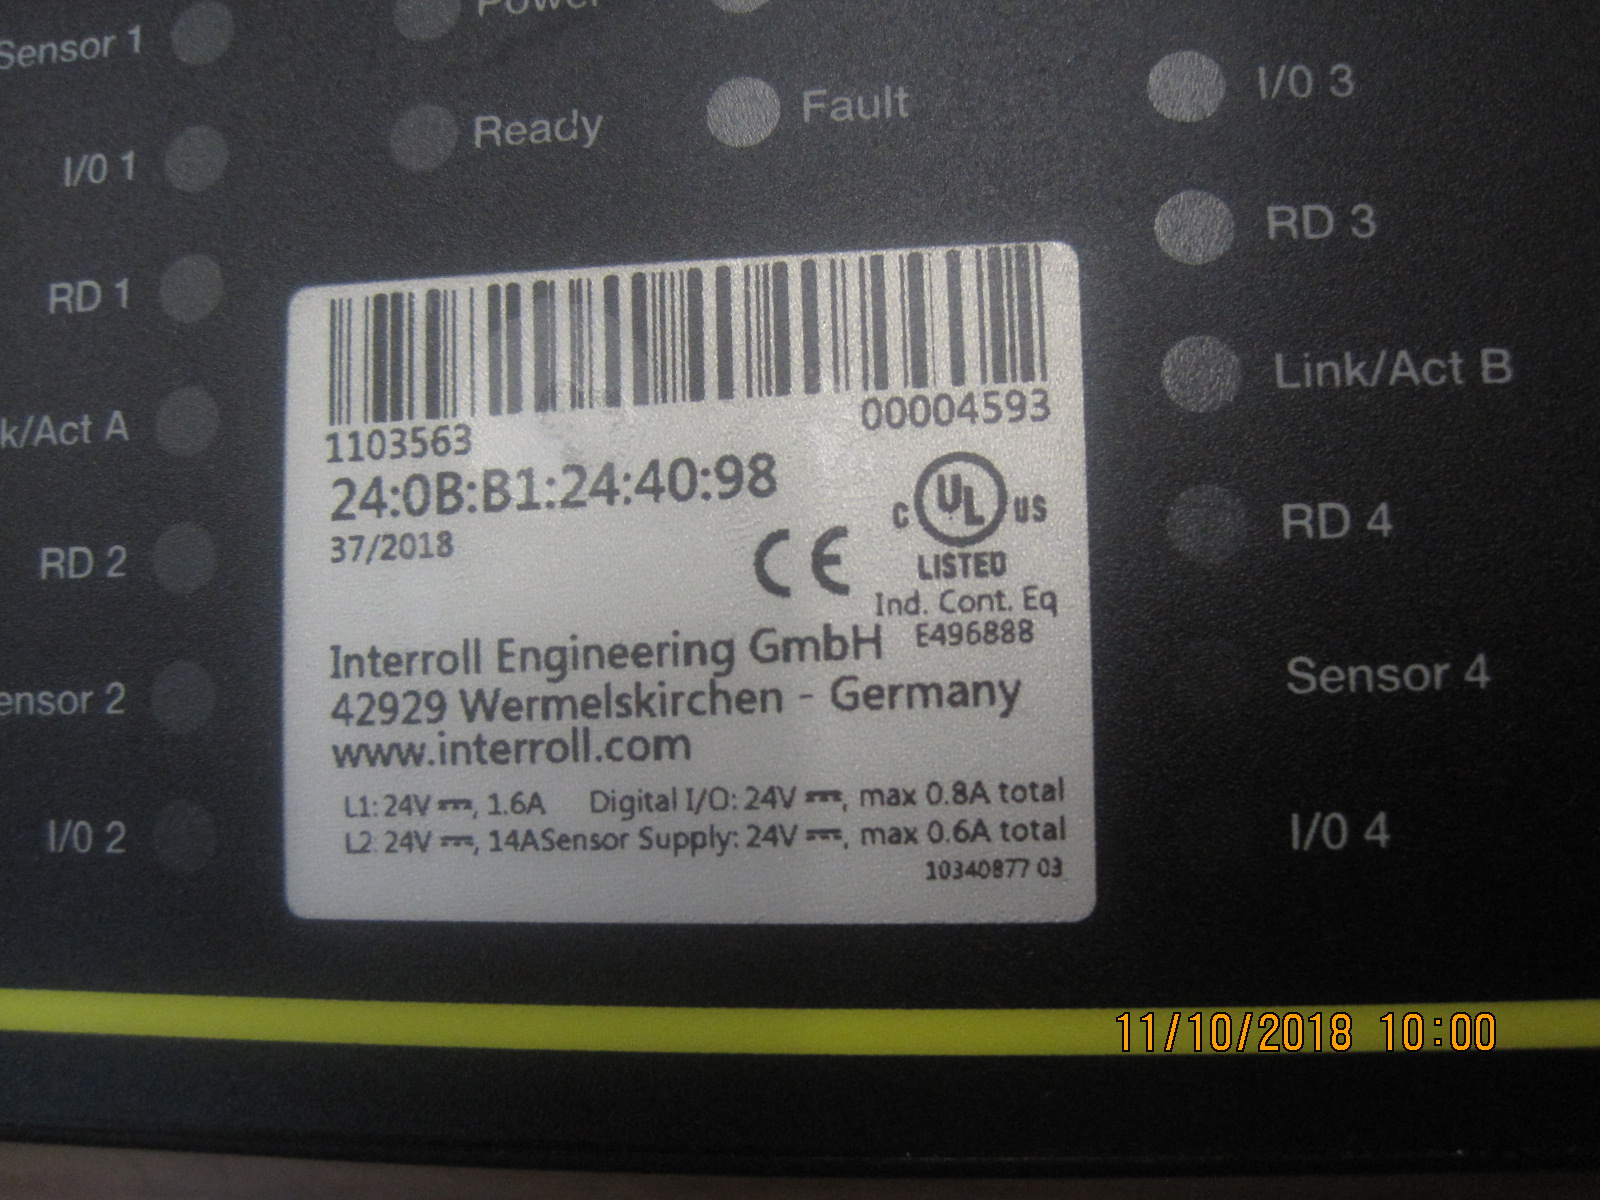 Sensor 1
Power
I/0 1
Ready
Fault
I/0 3
RD 1
RD 3
k/Act A
Link/Act B
RD 2
RD 4
ensor 2
Sensor 4
I/0 2
I/0 4
1103563
00004593
24:0B:B1:24:40:98
37/2018
CE
C UL US
LISTED
Ind. Cont. Eq
E496888
Interroll Engineering GmbH
42929 Wermelskirchen - Germany
www.interroll.com
L1: 24V ⎓, 1.6A Digital I/O: 24V ⎓, max 0.8A total
L2: 24V ⎓, 14ASensor Supply: 24V ⎓, max 0.6A total
10340877 03
11/10/2018 10:00